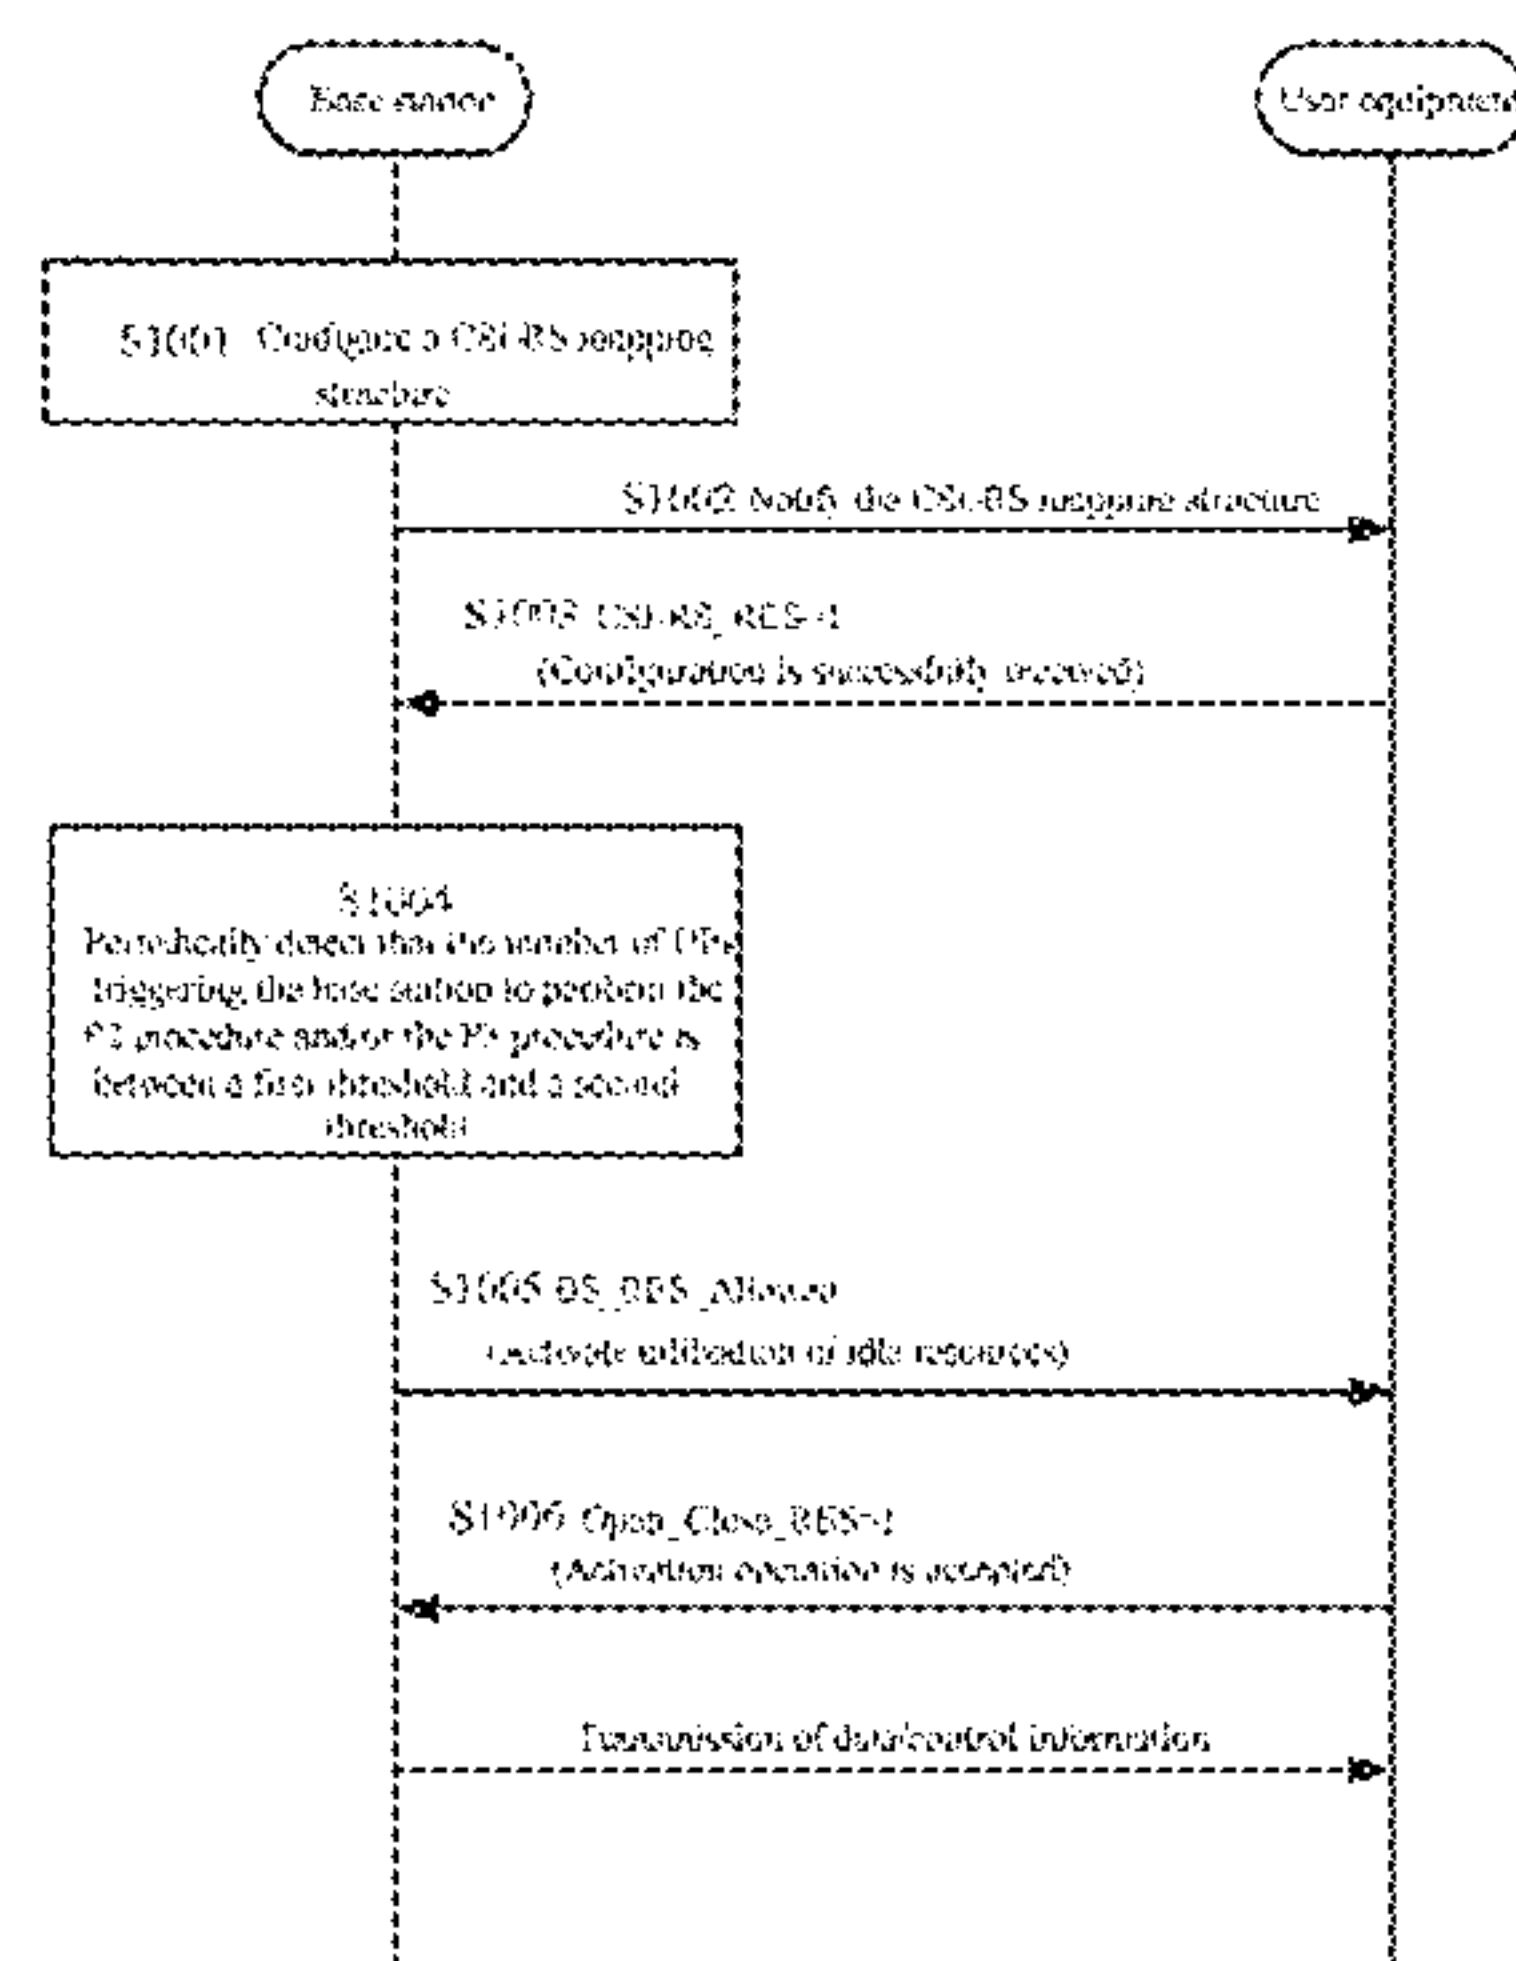 Base station
User equipment
S1001 Configure a CSI-RS mapping
structure
S1002 Notify the CSI-RS mapping structure
S1003 CSI-RS_RES=1
(Configuration is successfully received)
S1004
Periodically detect that the number of UEs
triggering the base station to perform the
P2 procedure and/or the P3 procedure is
between a first threshold and a second
threshold
S1005 BS_RES_Allowed
(Activate utilization of idle resources)
S1006 Open_Close_RES=1
(Activation operation is accepted)
Transmission of data/control information